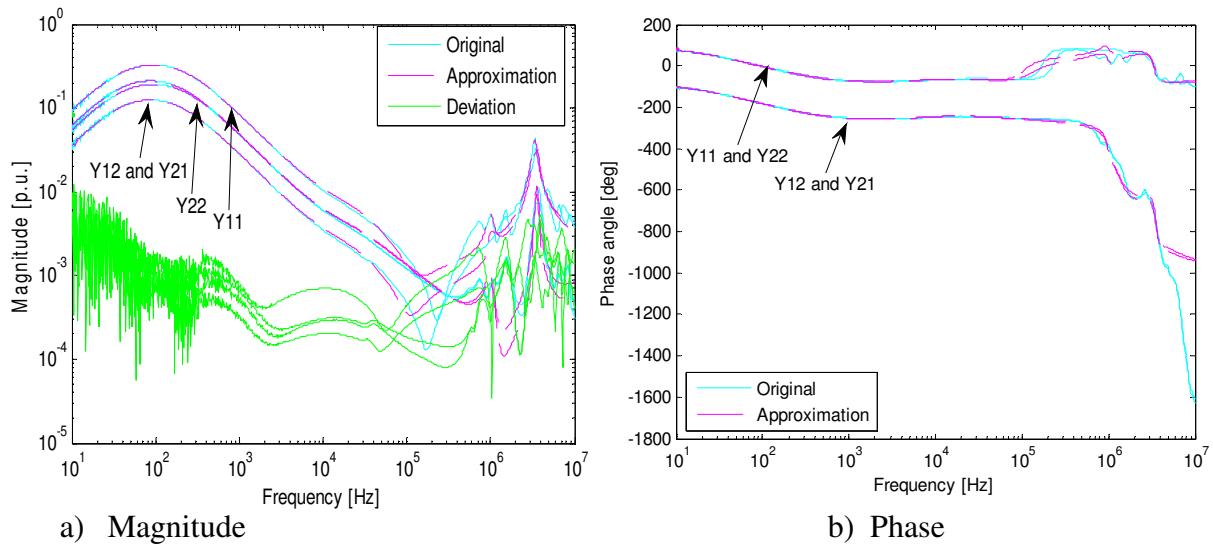 10^0
10^-1
10^-2
10^-3
10^-4
10^-5
Magnitude [p.u.]
Original
Approximation
Deviation
Y12 and Y21
Y22
Y11
10^1
10^2
10^3
10^4
10^5
10^6
10^7
Frequency [Hz]
a) Magnitude
200
0
-200
-400
-600
-800
-1000
-1200
-1400
-1600
-1800
Phase angle [deg]
Y11 and Y22
Y12 and Y21
Original
Approximation
10^1
10^2
10^3
10^4
10^5
10^6
10^7
Frequency [Hz]
b) Phase